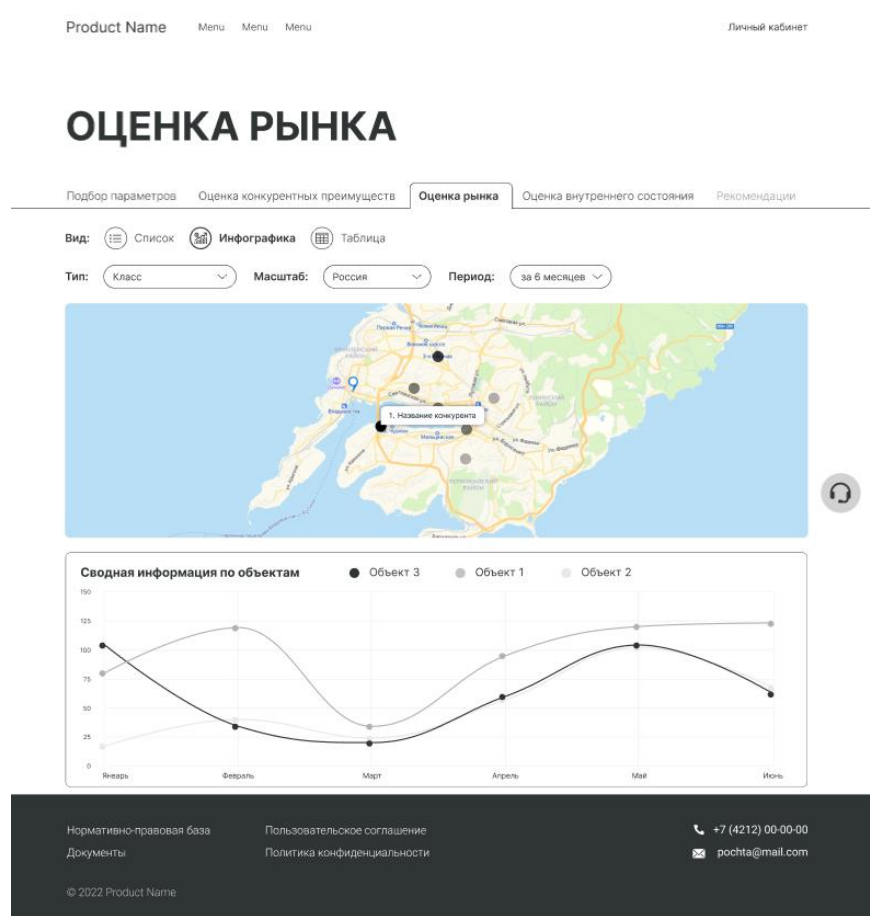 Product Name Menu Menu Menu Личный кабинет
ОЦЕНКА РЫНКА
Подбор параметров Оценка конкурентных преимуществ Оценка рынка Оценка внутреннего состояния Рекомендации
Вид: Список Инфографика Таблица
Тип: Класс Масштаб: Россия Период: за 6 месяцев
1. Название конкурента
Сводная информация по объектам Объект 3 Объект 1 Объект 2
150
125
100
75
50
25
0
Январь Февраль Март Апрель Май Июнь
Нормативно-правовая база Пользовательское соглашение +7 (4212) 00-00-00
Документы Политика конфиденциальности pochta@mail.com
© 2022 Product Name